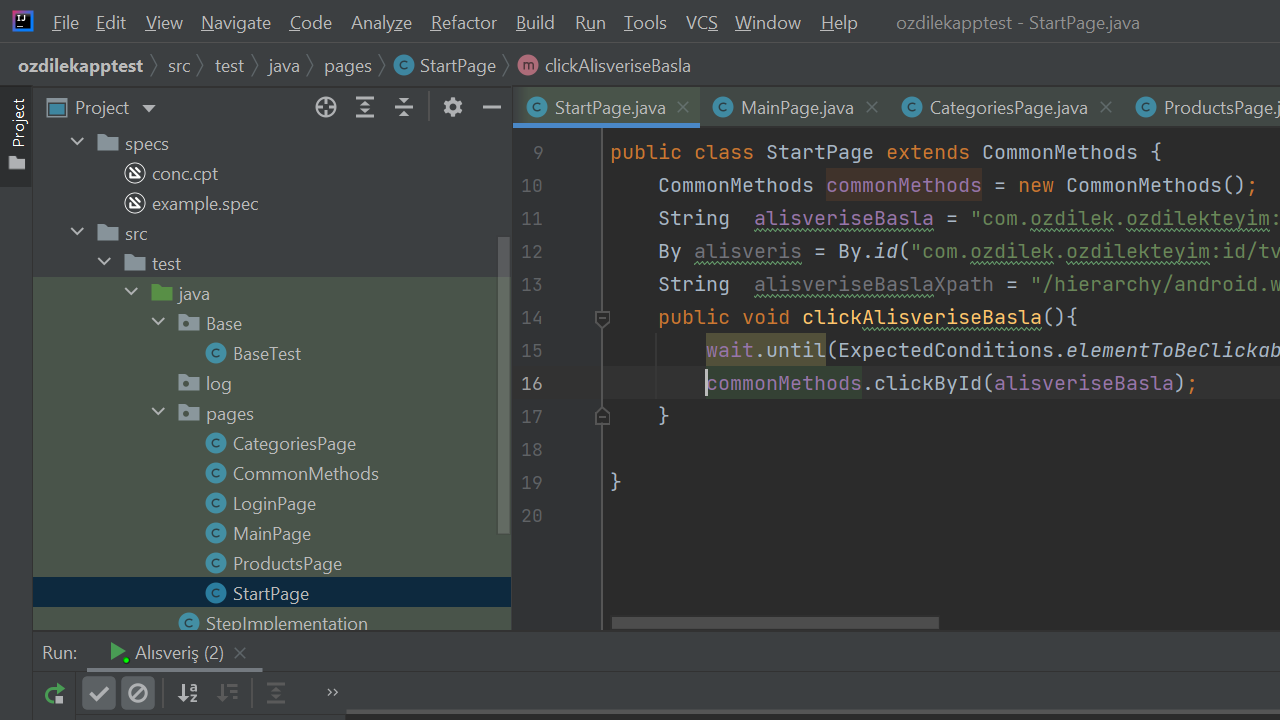 File Edit View Navigate Code Analyze Refactor Build Run Tools VCS Window Help ozdilekapptest - StartPage.java
ozdilekapptest src test java pages StartPage clickAlisveriseBasla
Project
Project
specs
conc.cpt
example.spec
src
test
java
Base
BaseTest
log
pages
CategoriesPage
CommonMethods
LoginPage
MainPage
ProductsPage
StartPage
StepImplementation
StartPage.java MainPage.java CategoriesPage.java ProductsPage.j
9 public class StartPage extends CommonMethods {
10 CommonMethods commonMethods = new CommonMethods();
11 String alisveriseBasla = "com.ozdilek.ozdilekteyim:
12 By alisveris = By.id("com.ozdilek.ozdilekteyim:id/tv
13 String alisveriseBaslaXpath = "/hierarchy/android.w
14 public void clickAlisveriseBasla(){
15 wait.until(ExpectedConditions.elementToBeClickab
16 commonMethods.clickById(alisveriseBasla);
17 }
18
19 }
20
Run: Alısveriş (2)